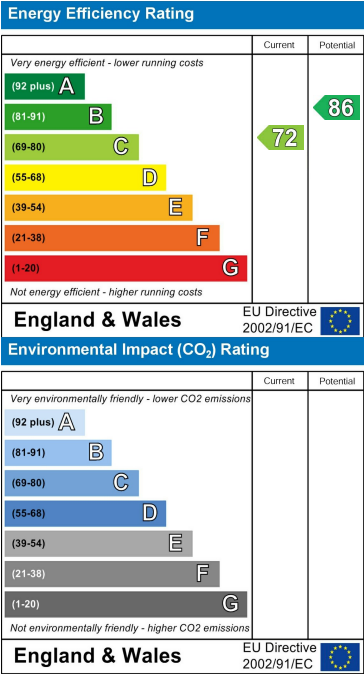 Energy Efficiency Rating
Current Potential
Very energy efficient - lower running costs
(92 plus) A
(81-91) B
(69-80) C
(55-68) D
(39-54) E
(21-38) F
(1-20) G
72
86
Not energy efficient - higher running costs
England & Wales
EU Directive
2002/91/EC
Environmental Impact (CO₂) Rating
Current Potential
Very environmentally friendly - lower CO2 emissions
(92 plus) A
(81-91) B
(69-80) C
(55-68) D
(39-54) E
(21-38) F
(1-20) G
Not environmentally friendly - higher CO2 emissions
England & Wales
EU Directive
2002/91/EC